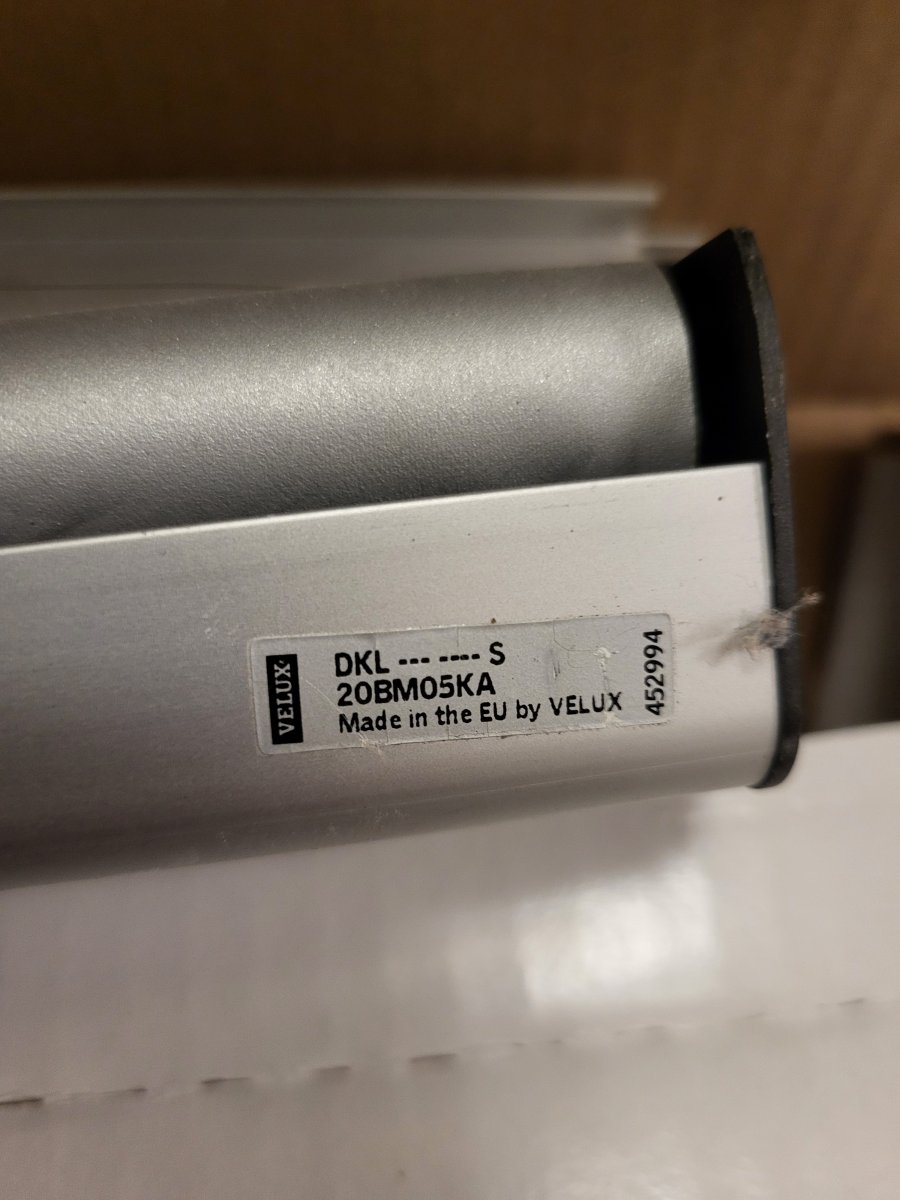 VELUX
DKL --- ---- S
20BM05KA
Made in the EU by VELUX
452994